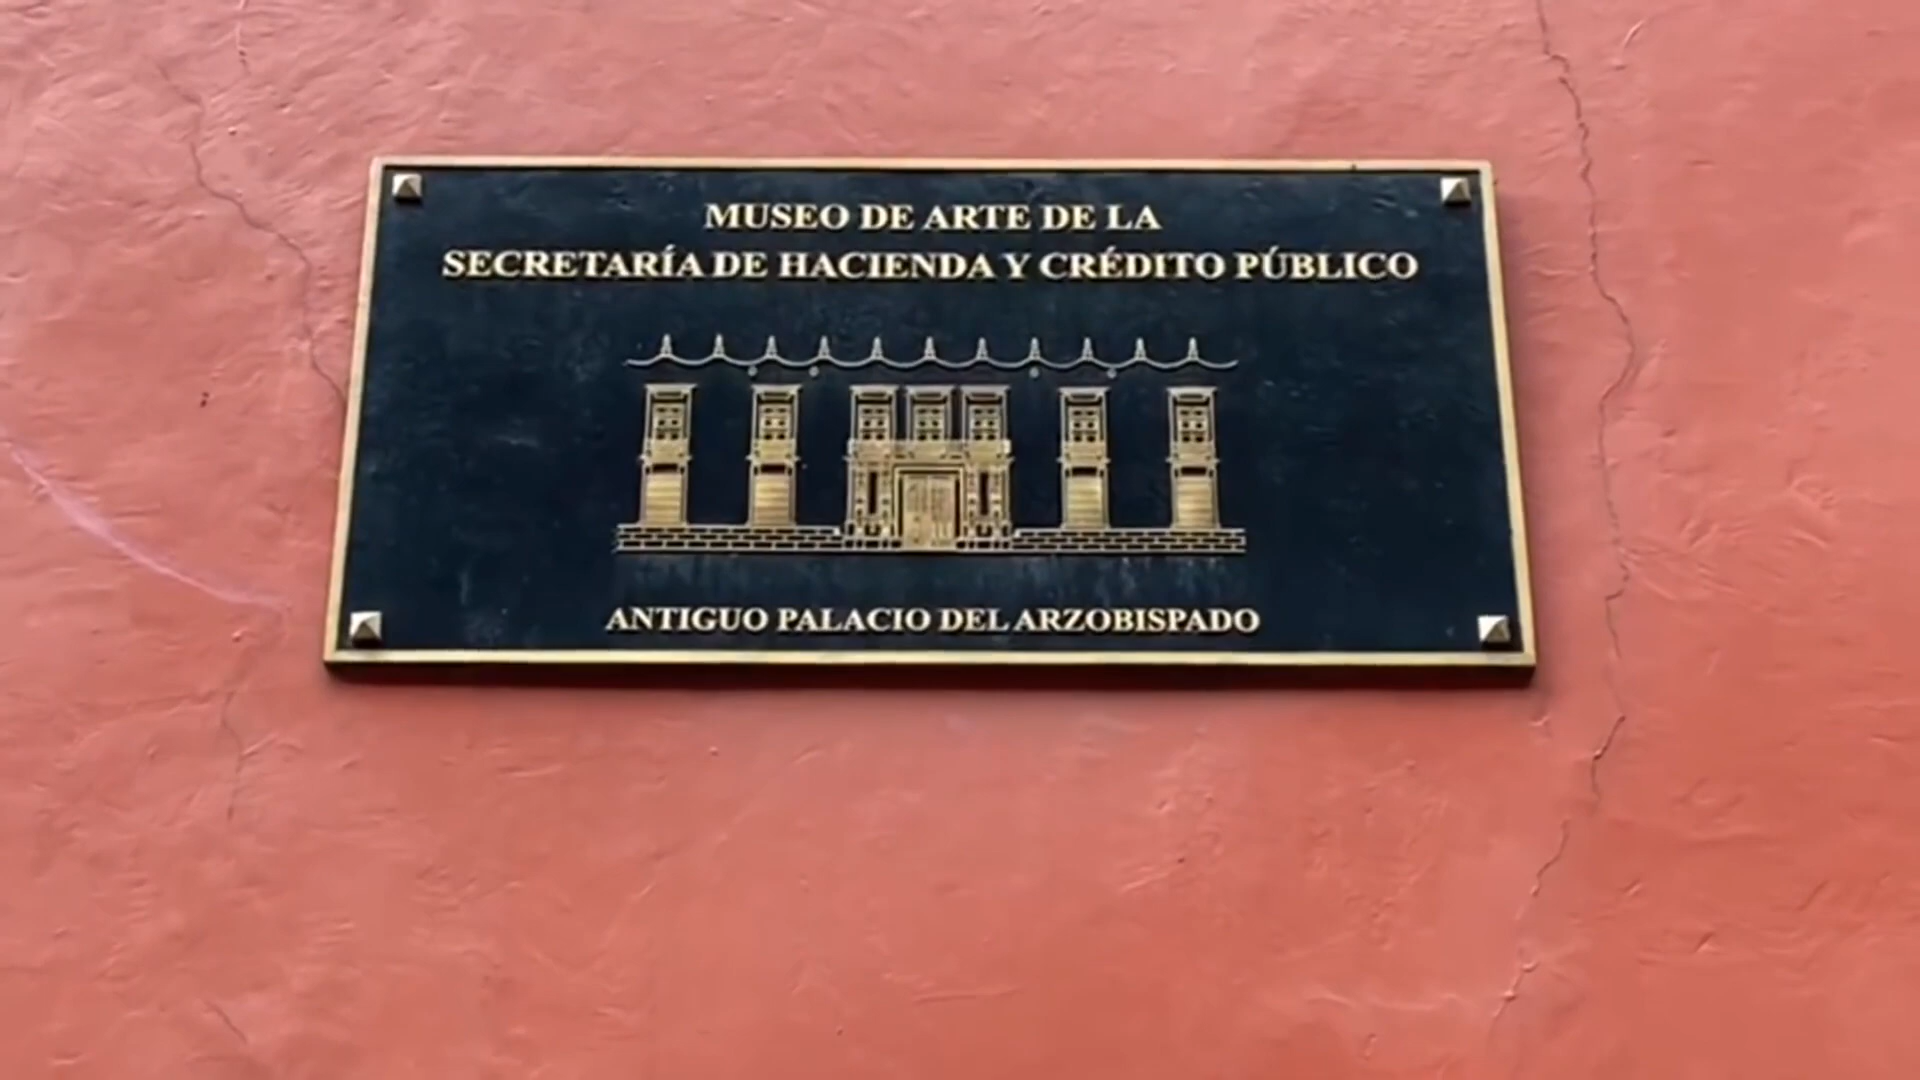 MUSEO DE ARTE DE LA
SECRETARÍA DE HACIENDA Y CRÉDITO PÚBLICO
ANTIGUO PALACIO DEL ARZOBISPADO